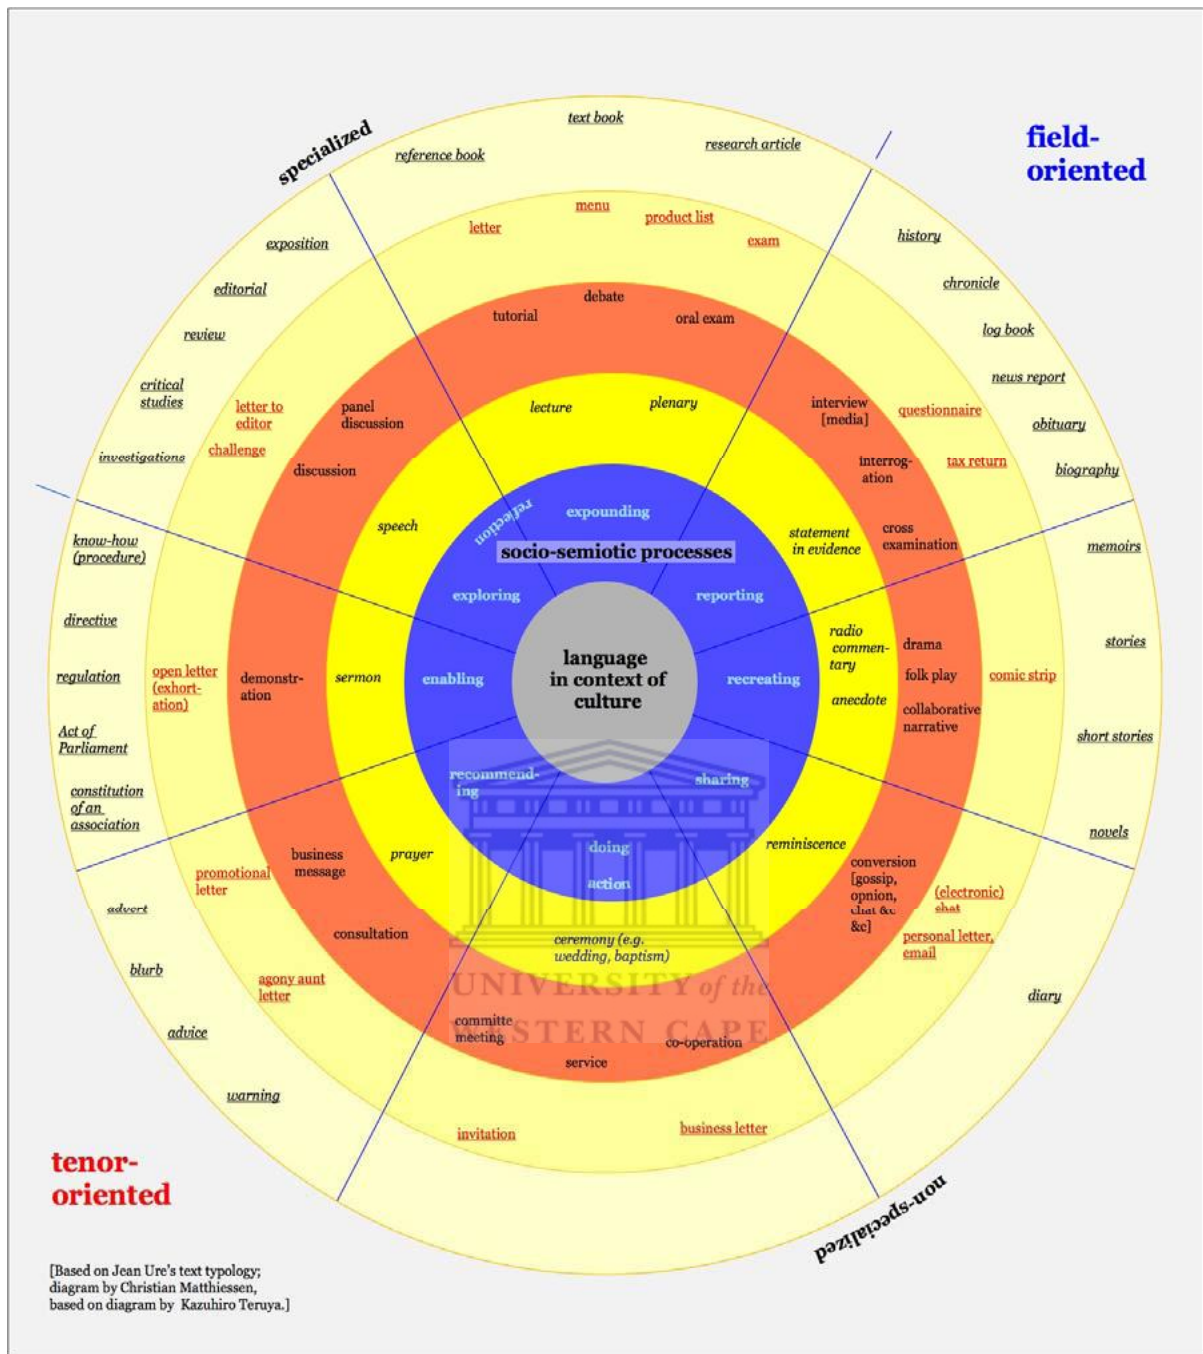 specialized
text book
reference book
research article
field-
oriented
letter
menu
product list
exam
exposition
editorial
review
critical
studies
investigations
history
chronicle
log book
news report
obituary
biography
tutorial
debate
oral exam
letter to
editor
challenge
panel
discussion
discussion
lecture
plenary
interview
[media]
questionnaire
interrog-
ation
tax return
cross
examination
speech
statement
in evidence
reflection
expounding
socio-semiotic processes
exploring
reporting
know-how
(procedure)
directive
regulation
Act of
Parliament
constitution
of an
association
open letter
(exhort-
ation)
demonstr-
ation
sermon
enabling
language
in context of
culture
recreating
radio
commen-
tary
anecdote
drama
folk play
collaborative
narrative
comic strip
memoirs
stories
short stories
novels
recommend-
ing
sharing
doing
action
prayer
reminiscence
business
message
promotional
letter
advert
conversion
[gossip,
opnion,
chat &c
&c]
(electronic)
chat
personal letter,
email
consultation
ceremony (e.g.
wedding, baptism)
blurb
agony aunt
letter
advice
warning
diary
UNIVERSITY of the
WESTERN CAPE
committe
meeting
service
co-operation
invitation
business letter
tenor-
oriented
non-specialized
[Based on Jean Ure's text typology;
diagram by Christian Matthiessen,
based on diagram by Kazuhiro Teruya.]